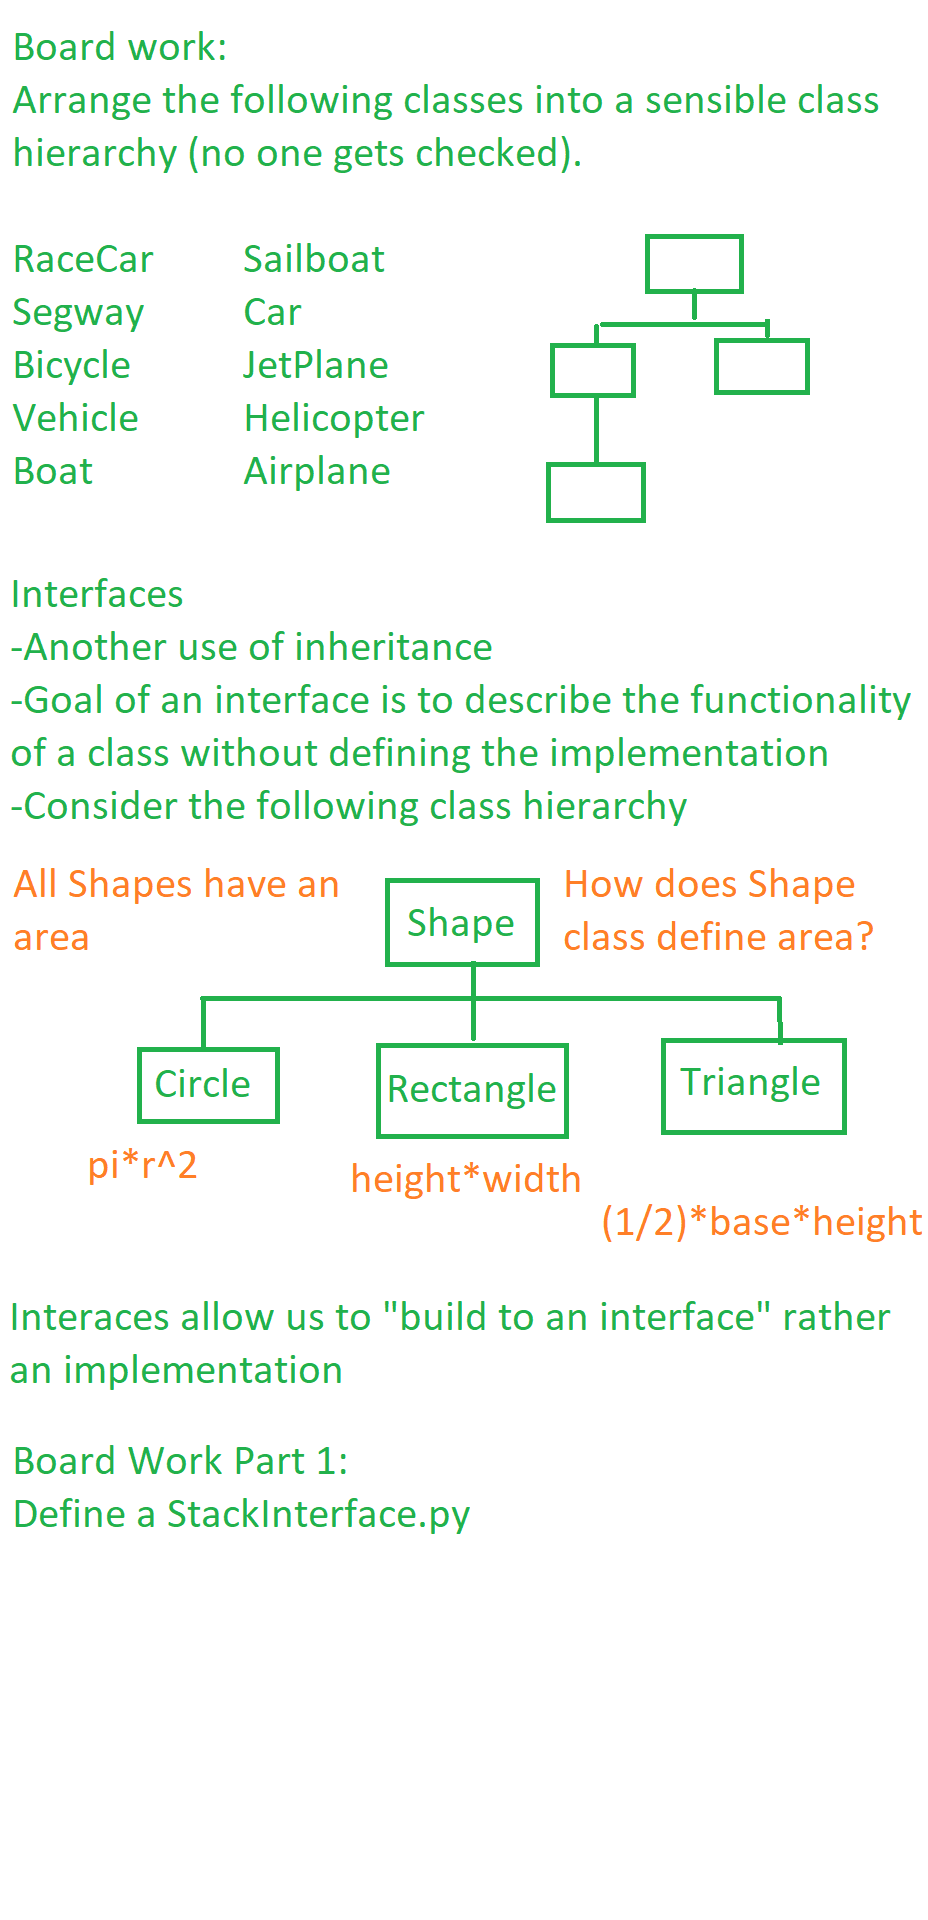 Board work:
Arrange the following classes into a sensible class
hierarchy (no one gets checked).
RaceCar
Segway
Bicycle
Vehicle
Boat
Sailboat
Car
JetPlane
Helicopter
Airplane
Interfaces
-Another use of inheritance
-Goal of an interface is to describe the functionality
of a class without defining the implementation
-Consider the following class hierarchy
All Shapes have an
area
Shape
How does Shape
class define area?
Circle
Rectangle
Triangle
pi*r^2
height*width
(1/2)*base*height
Interaces allow us to "build to an interface" rather
an implementation
Board Work Part 1:
Define a StackInterface.py